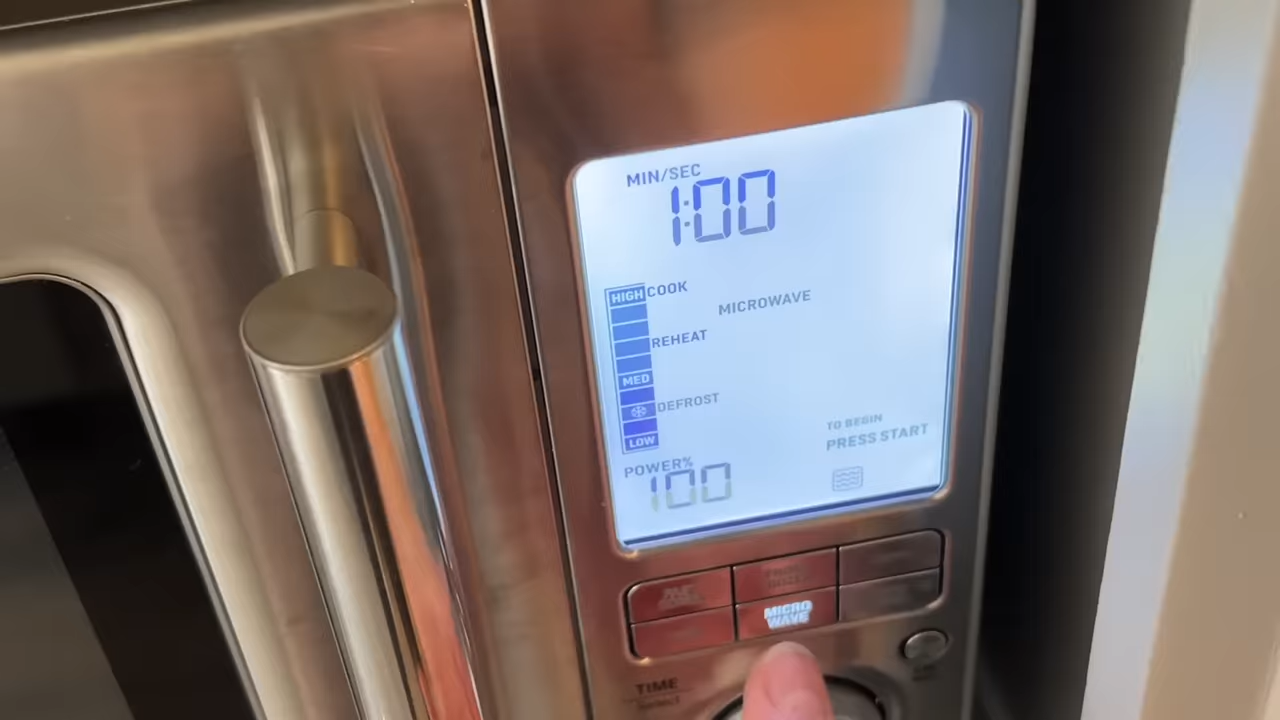 MIN/SEC
1:00
HIGH COOK
MICROWAVE
REHEAT
MED
DEFROST
LOW
TO BEGIN
PRESS START
POWER%
100
MICRO
WAVE
TIME